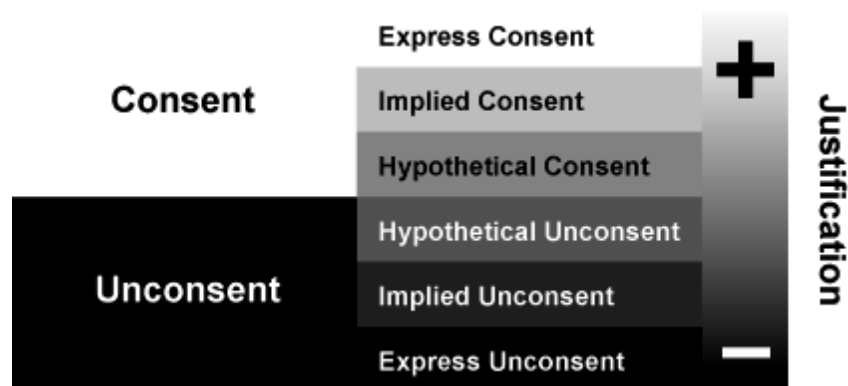 Express Consent
Consent
Implied Consent
Hypothetical Consent
Hypothetical Unconsent
Unconsent
Implied Unconsent
Express Unconsent
+
−
Justification